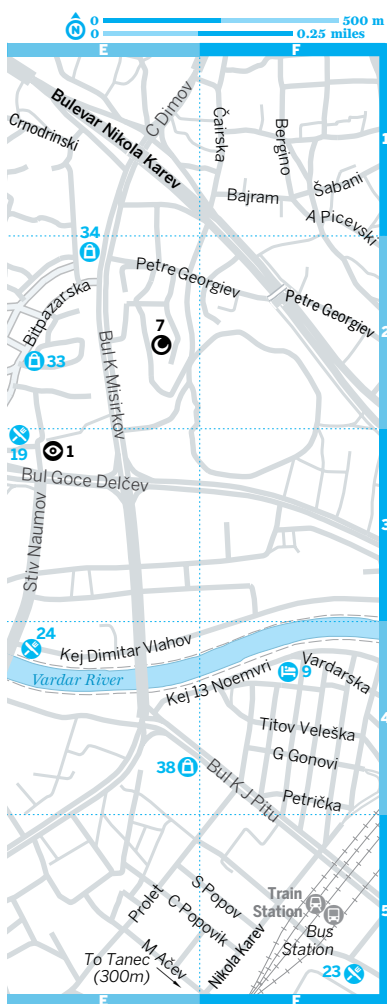 0 500 m
N
0 0.25 miles
E F
C Dimov
Bulevar Nikola Karev
Crnodrinski
Čairska
Bergino
1
Šabani
Bajram
A Picevski
34
Petre Georgiev
Petre Georgiev
Bitpazarska
2
7
33
Bul K Misirkov
19
1
Bul Goce Delčev
3
Stiv Naumov
24
Kej Dimitar Vlahov
Vardar River
Kej 13 Noemvri
9
Vardarska
4
Titov Veleška
G Gonovi
38
Bul K J Pitu
Petrička
S Popov
Train
Station
5
Prolet
C Popovik
Bus
Station
M Ačev
Nikola Karev
To Tanec
(300m)
23
E F